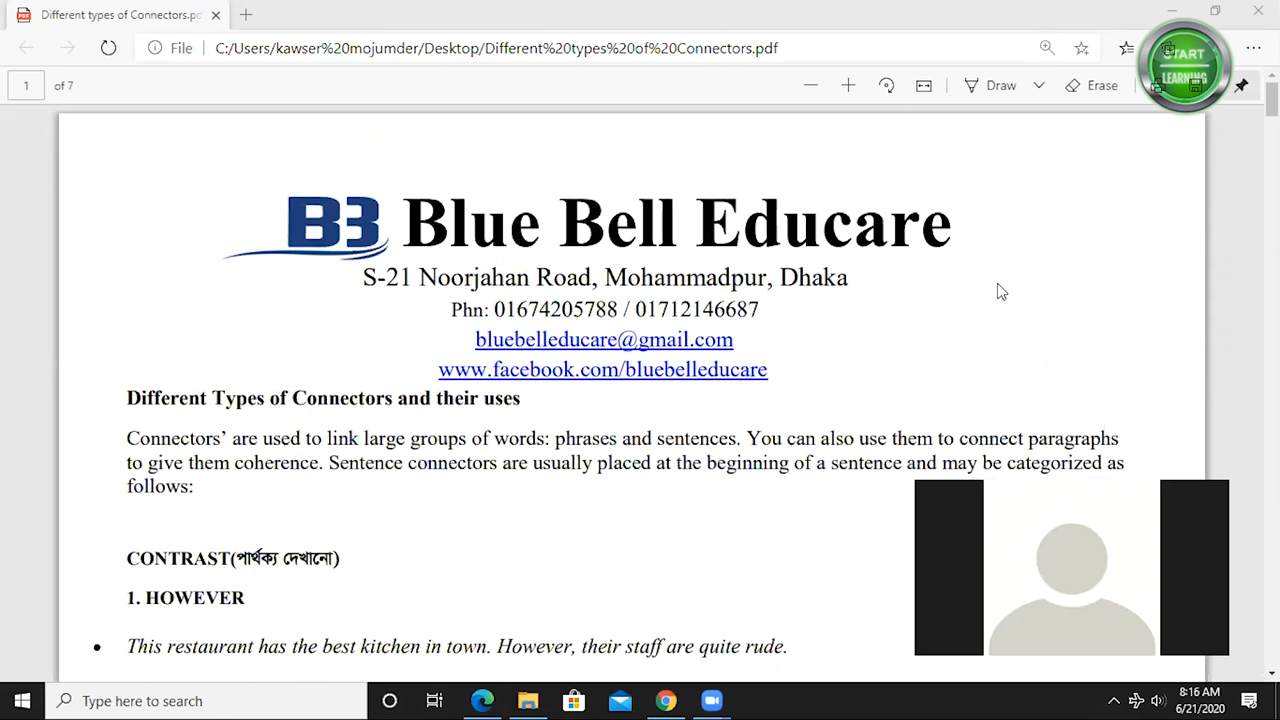 Different types of Connectors.pdf
File C:/Users/kawser%20mojumder/Desktop/Different%20types%20of%20Connectors.pdf
START
LEARNING
1 of 7 Draw Erase
B3 Blue Bell Educare
S-21 Noorjahan Road, Mohammadpur, Dhaka
Phn: 01674205788 / 01712146687
bluebelleducare@gmail.com
www.facebook.com/bluebelleducare
Different Types of Connectors and their uses
Connectors’ are used to link large groups of words: phrases and sentences. You can also use them to connect paragraphs
to give them coherence. Sentence connectors are usually placed at the beginning of a sentence and may be categorized as
follows:
CONTRAST(পার্থক্য দেখানো)
1. HOWEVER
• This restaurant has the best kitchen in town. However, their staff are quite rude.
Type here to search
8:16 AM
6/21/2020